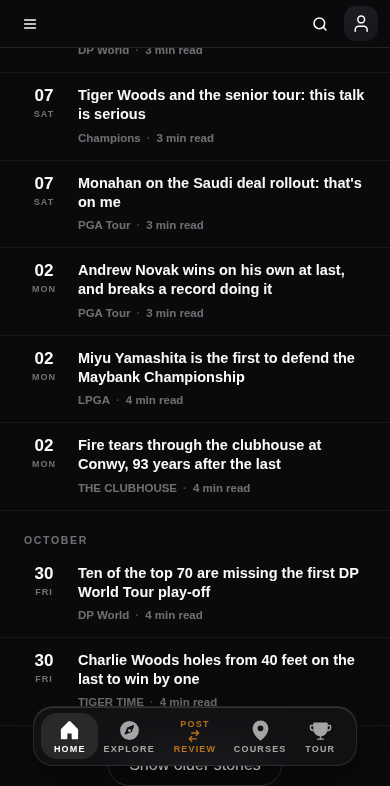 DP World · 3 min read
07
SAT
Tiger Woods and the senior tour: this talk
is serious
Champions · 3 min read
07
SAT
Monahan on the Saudi deal rollout: that's
on me
PGA Tour · 3 min read
02
MON
Andrew Novak wins on his own at last,
and breaks a record doing it
PGA Tour · 3 min read
02
MON
Miyu Yamashita is the first to defend the
Maybank Championship
LPGA · 4 min read
02
MON
Fire tears through the clubhouse at
Conwy, 93 years after the last
THE CLUBHOUSE · 4 min read
OCTOBER
30
FRI
Ten of the top 70 are missing the first DP
World Tour play-off
DP World · 4 min read
30
FRI
Charlie Woods holes from 40 feet on the
last to win by one
TIGER TIME · 4 min read
HOME
EXPLORE
POST
REVIEW
COURSES
TOUR
Show older stories